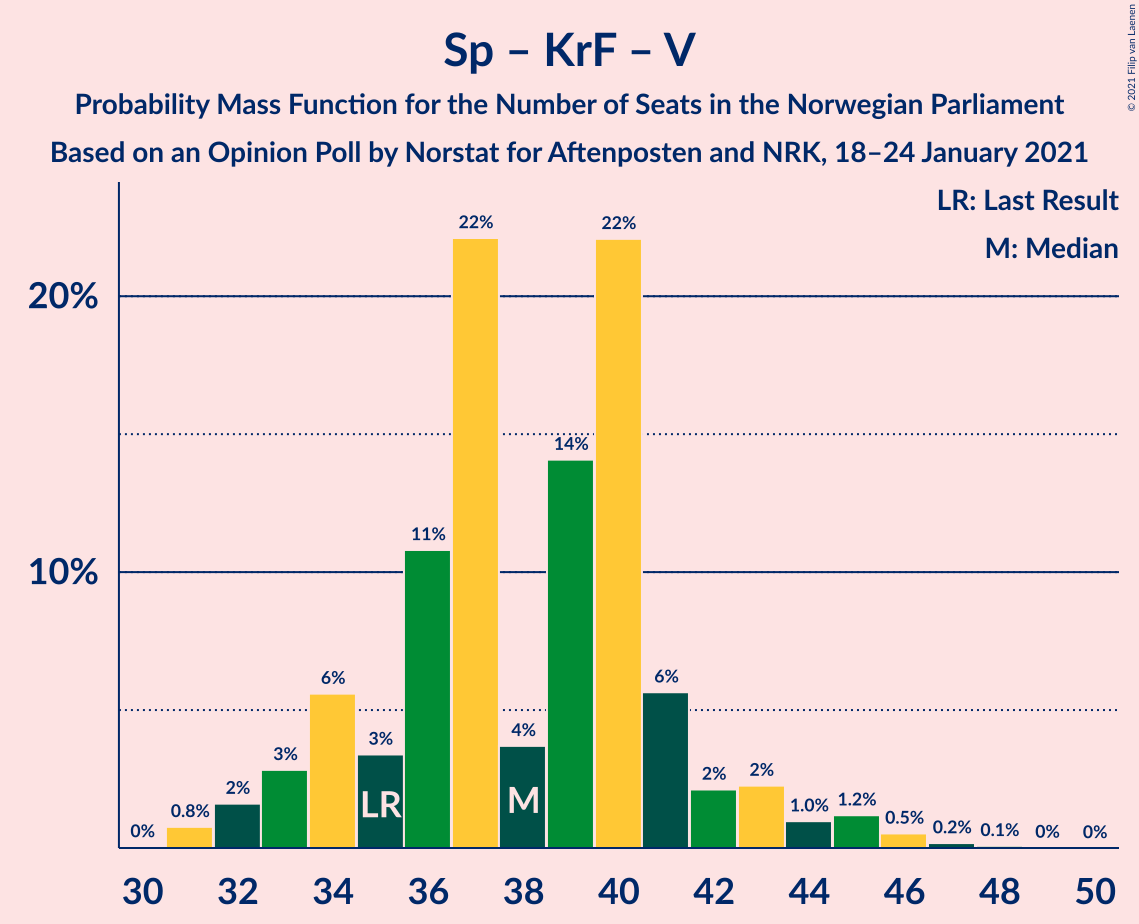 Sp – KrF – V
Probability Mass Function for the Number of Seats in the Norwegian Parliament
Based on an Opinion Poll by Norstat for Aftenposten and NRK, 18–24 January 2021
© 2021 Filip van Laenen
LR: Last Result
M: Median
20%
10%
0%
0.8%
2%
3%
6%
3%
11%
22%
4%
14%
22%
6%
2%
2%
1.0%
1.2%
0.5%
0.2%
0.1%
0%
0%
LR
M
30 32 34 36 38 40 42 44 46 48 50